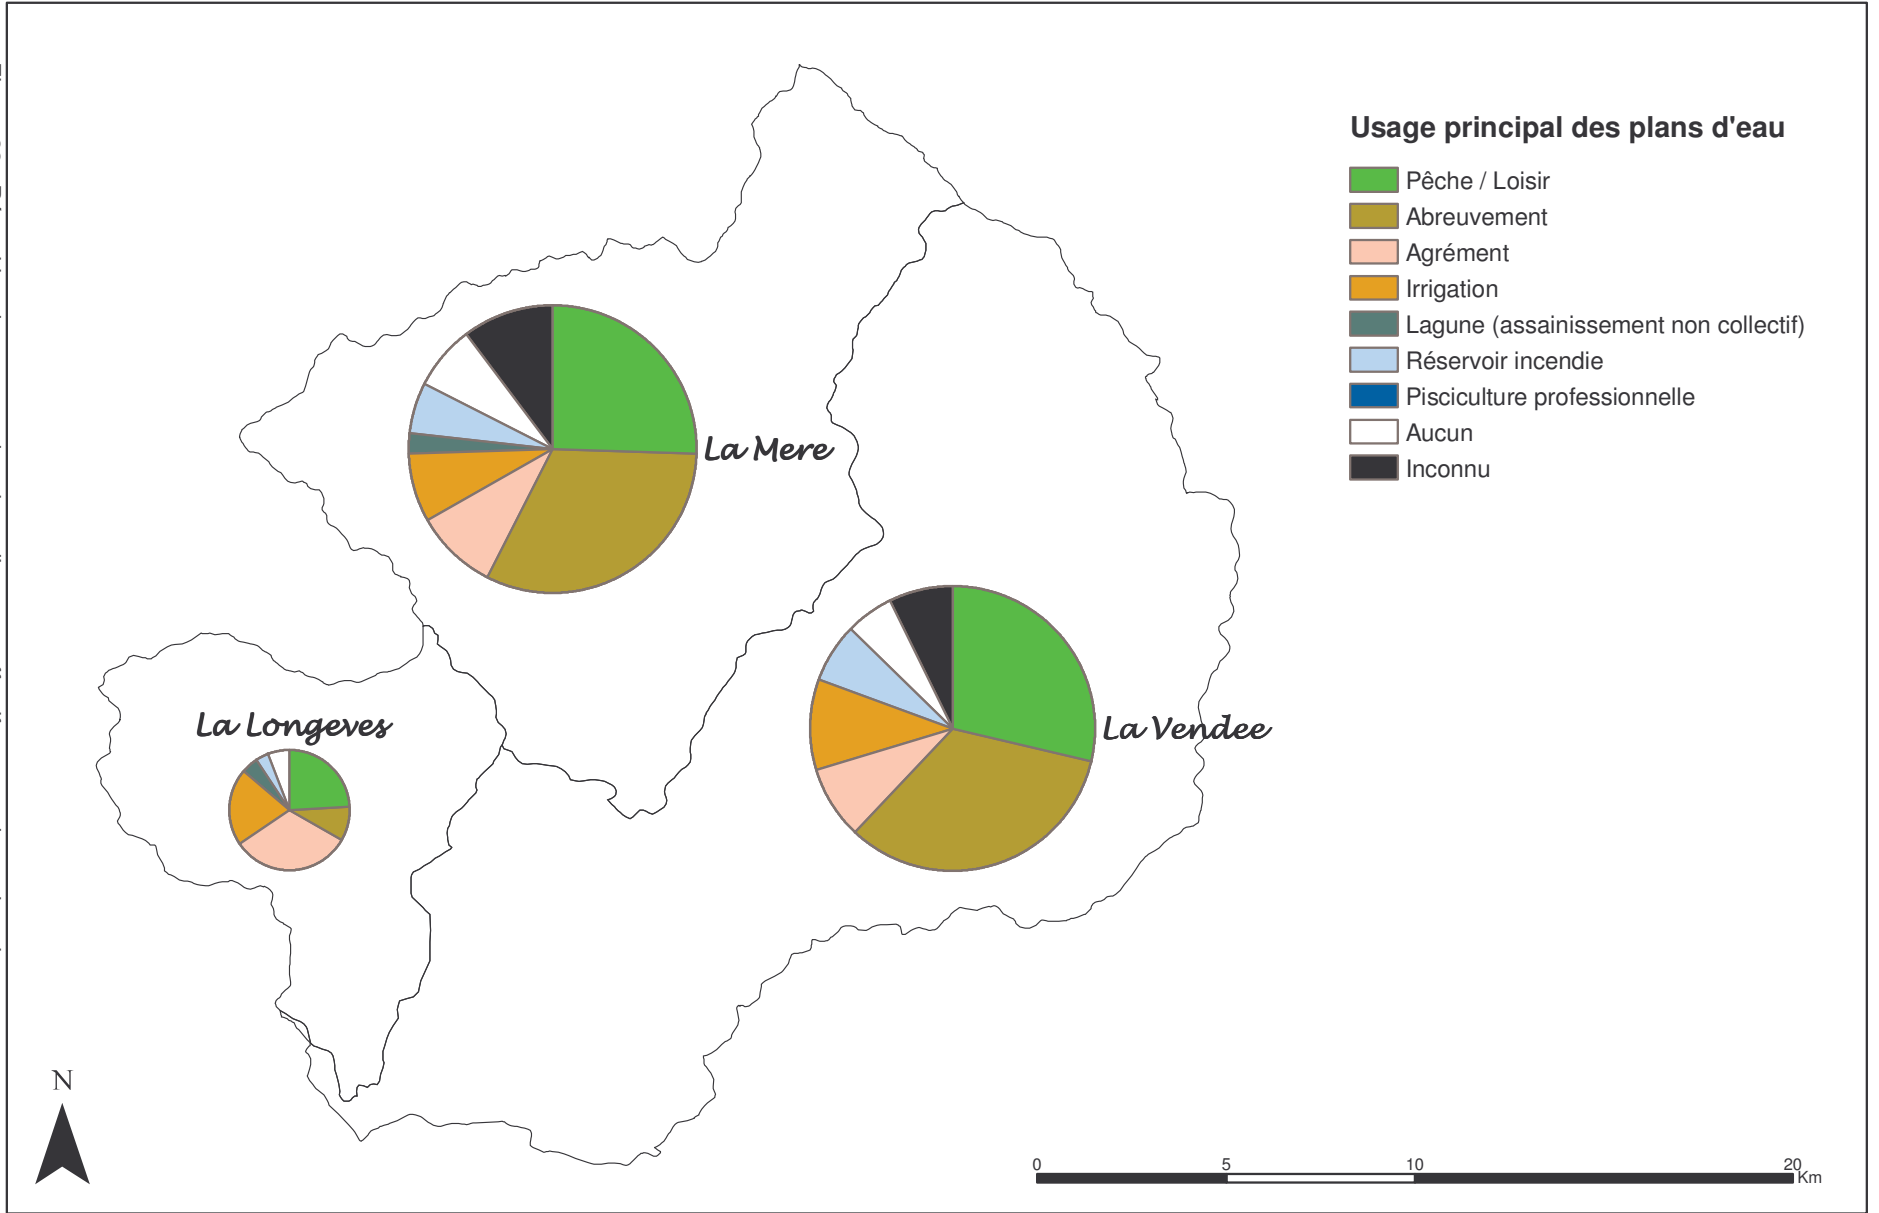 Usage principal des plans d'eau
Pêche / Loisir
Abreuvement
Agrément
Irrigation
Lagune (assainissement non collectif)
Réservoir incendie
Pisciculture professionnelle
Aucun
Inconnu
La Mere
La Vendee
La Longeves
N
0 5 10 20
Km